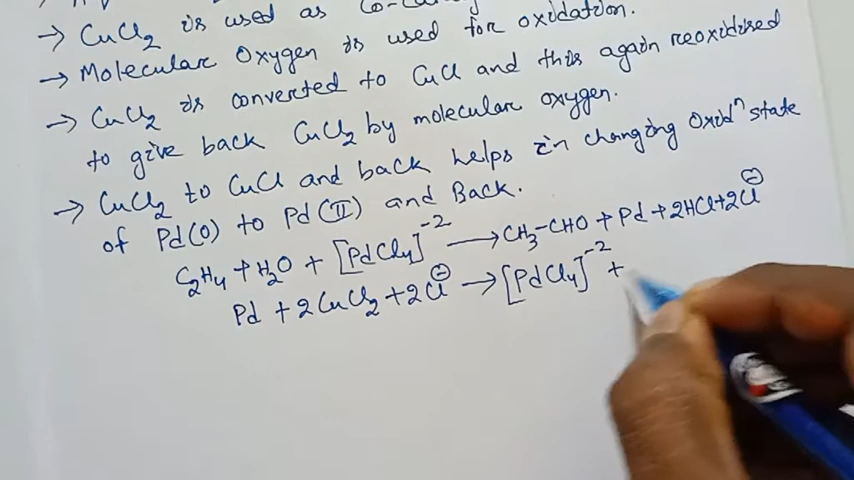 → CuCl₂ is used as Co-
→ Molecular Oxygen is used for oxidation.
→ CuCl₂ is converted to CuCl and this again reoxidised
to give back CuCl₂ by molecular oxygen.
→ CuCl₂ to CuCl and back helps in changing Oxidⁿ state
of Pd(0) to Pd(II) and Back.
C₂H₄ + H₂O + [PdCl₄]⁻² → CH₃-CHO + Pd + 2HCl + 2Cl⊖
Pd + 2CuCl₂ + 2Cl⊖ → [PdCl₄]⁻² +